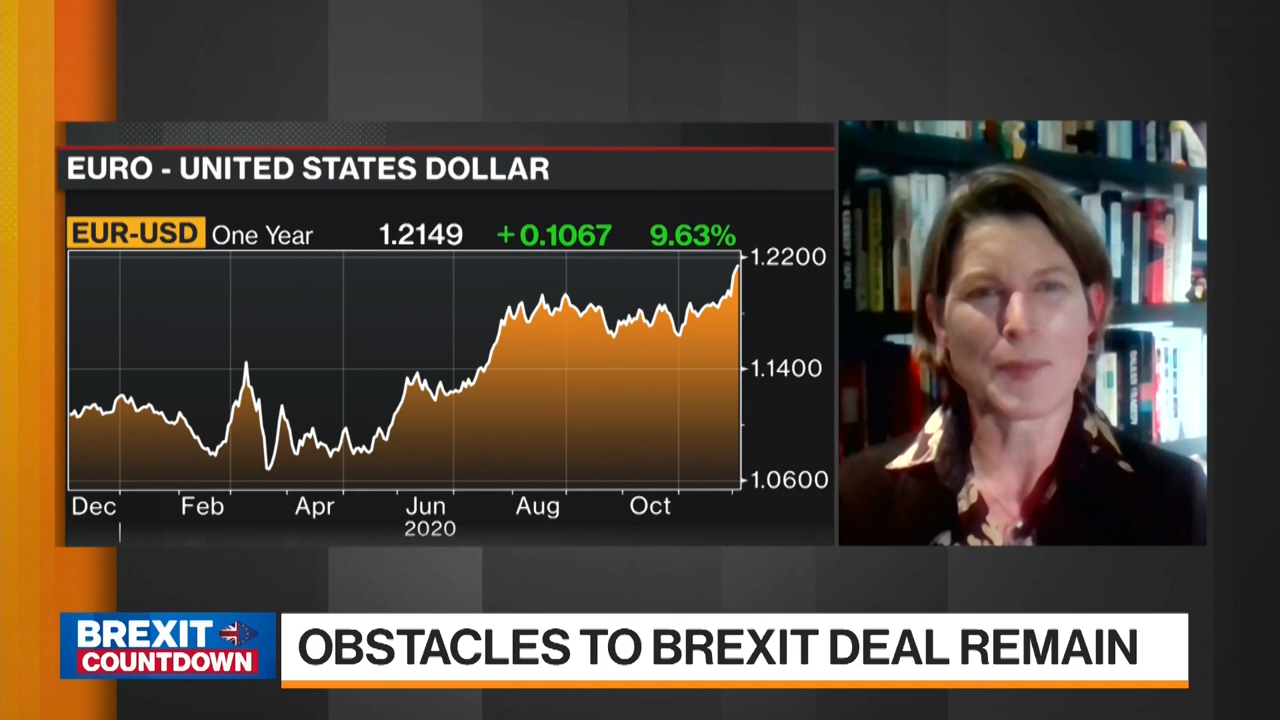 EURO - UNITED STATES DOLLAR
EUR-USD One Year 1.2149 +0.1067 9.63%
1.2200
1.1400
1.0600
Dec Feb Apr Jun Aug Oct
2020
BREXIT
COUNTDOWN
OBSTACLES TO BREXIT DEAL REMAIN